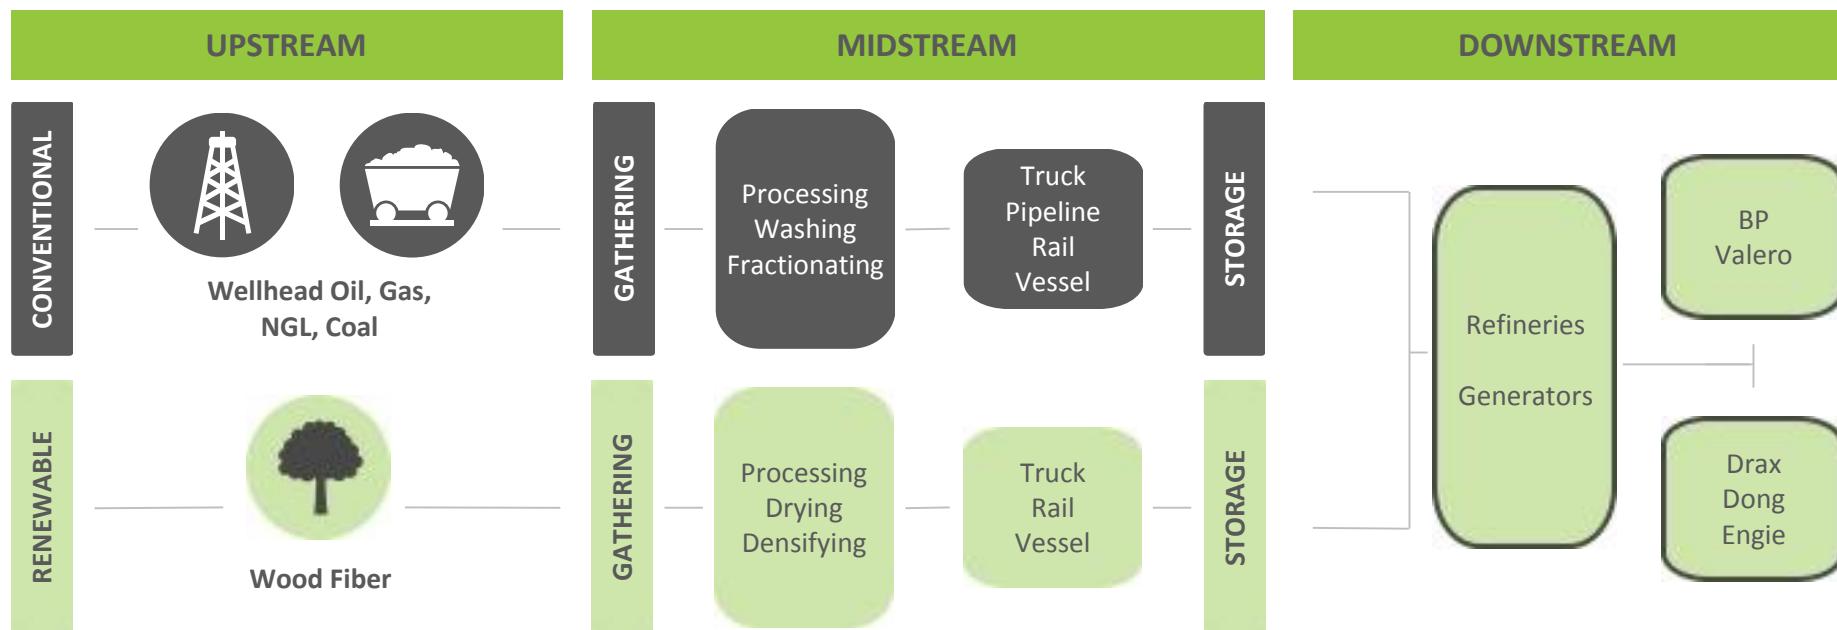 UPSTREAM
MIDSTREAM
DOWNSTREAM
CONVENTIONAL
Wellhead Oil, Gas,
NGL, Coal
GATHERING
Processing
Washing
Fractionating
Truck
Pipeline
Rail
Vessel
STORAGE
RENEWABLE
Wood Fiber
GATHERING
Processing
Drying
Densifying
Truck
Rail
Vessel
STORAGE
Refineries
Generators
BP
Valero
Drax
Dong
Engie